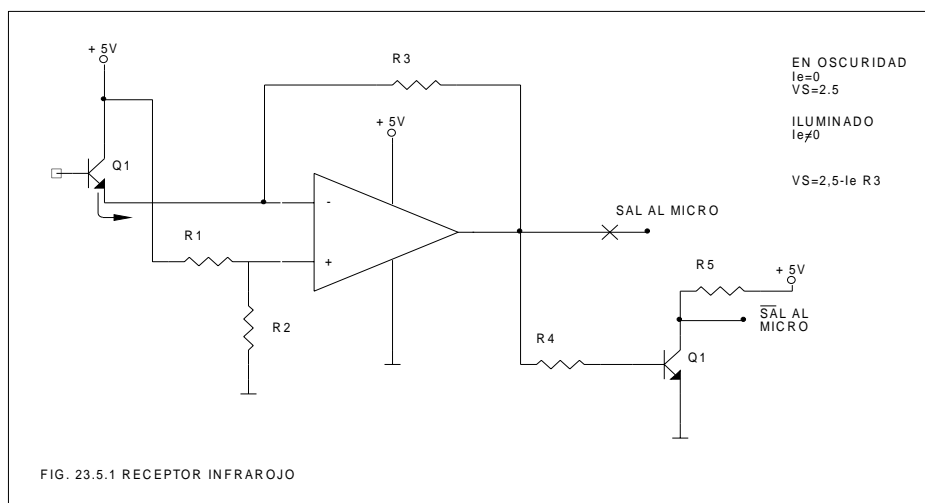 + 5V
R3
EN OSCURIDAD
Ie=0
VS=2.5
ILUMINADO
Ie≠0
VS=2,5-Ie R3
+ 5V
Q1
-
SAL AL MICRO
R1
+
R5
+ 5V
R2
SAL AL
MICRO
R4
Q1
FIG. 23.5.1 RECEPTOR INFRAROJO